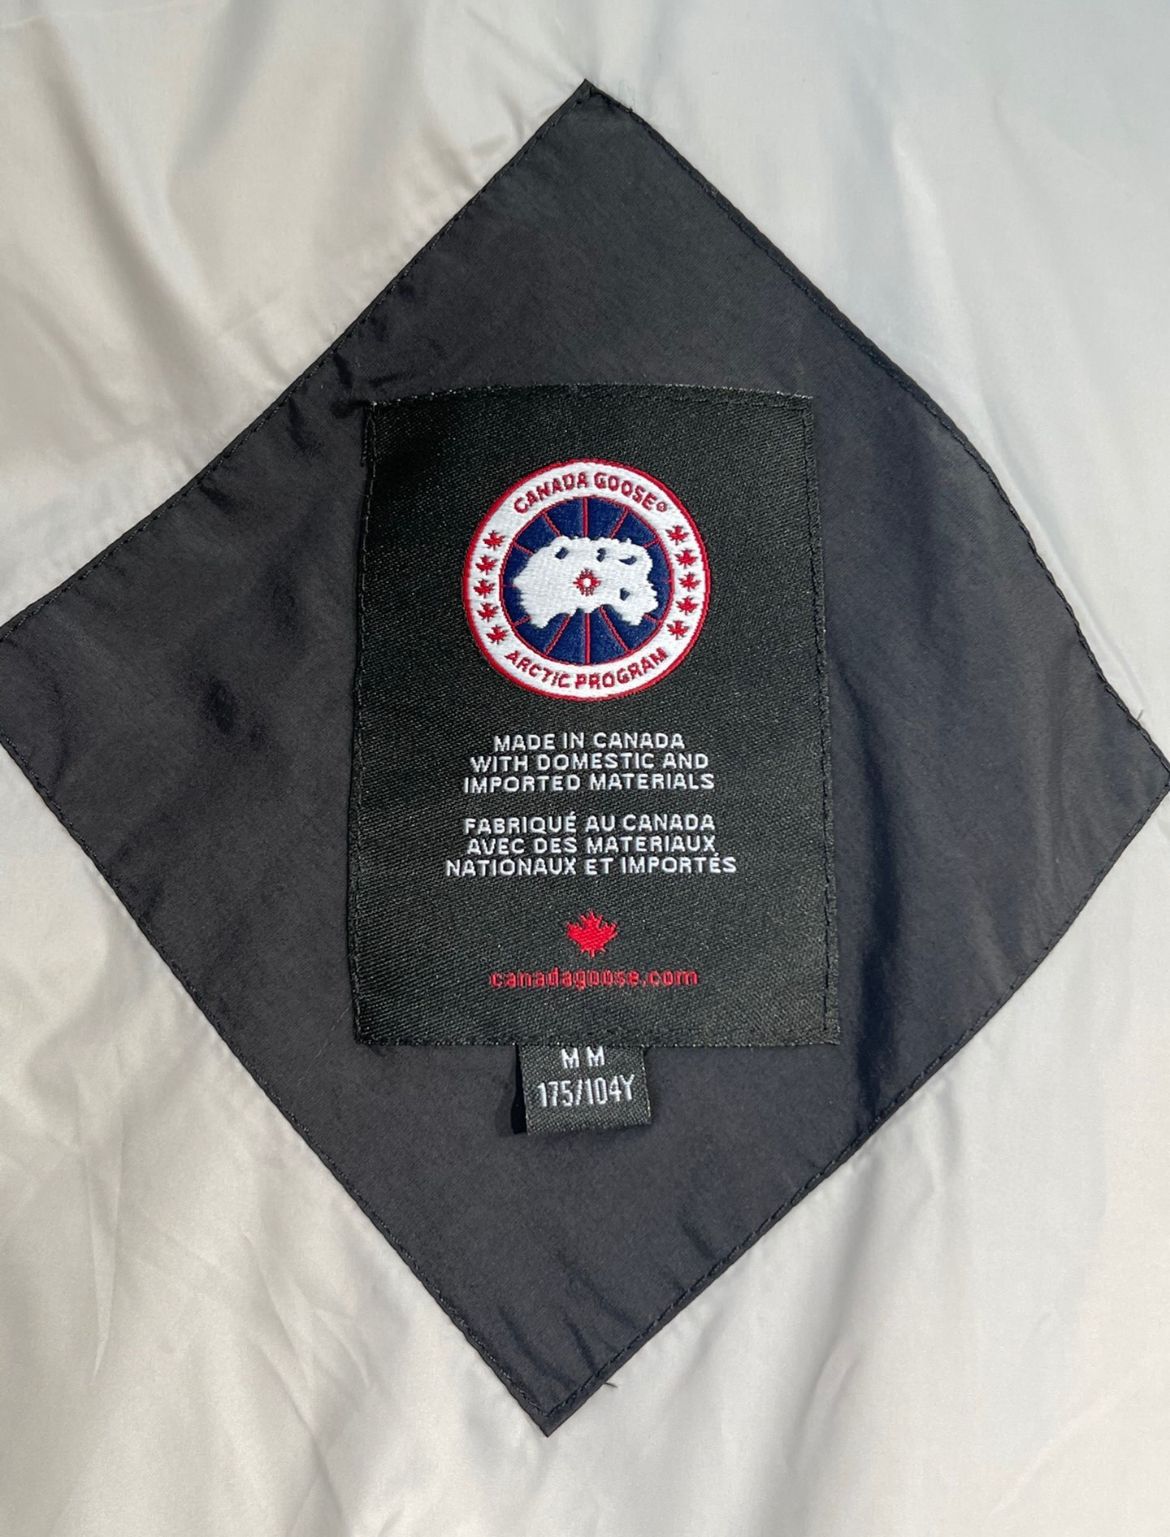 CANADA GOOSE®
ARCTIC PROGRAM
MADE IN CANADA
WITH DOMESTIC AND
IMPORTED MATERIALS
FABRIQUÉ AU CANADA
AVEC DES MATERIAUX
NATIONAUX ET IMPORTÉS
canadagoose.com
M M
175/104Y